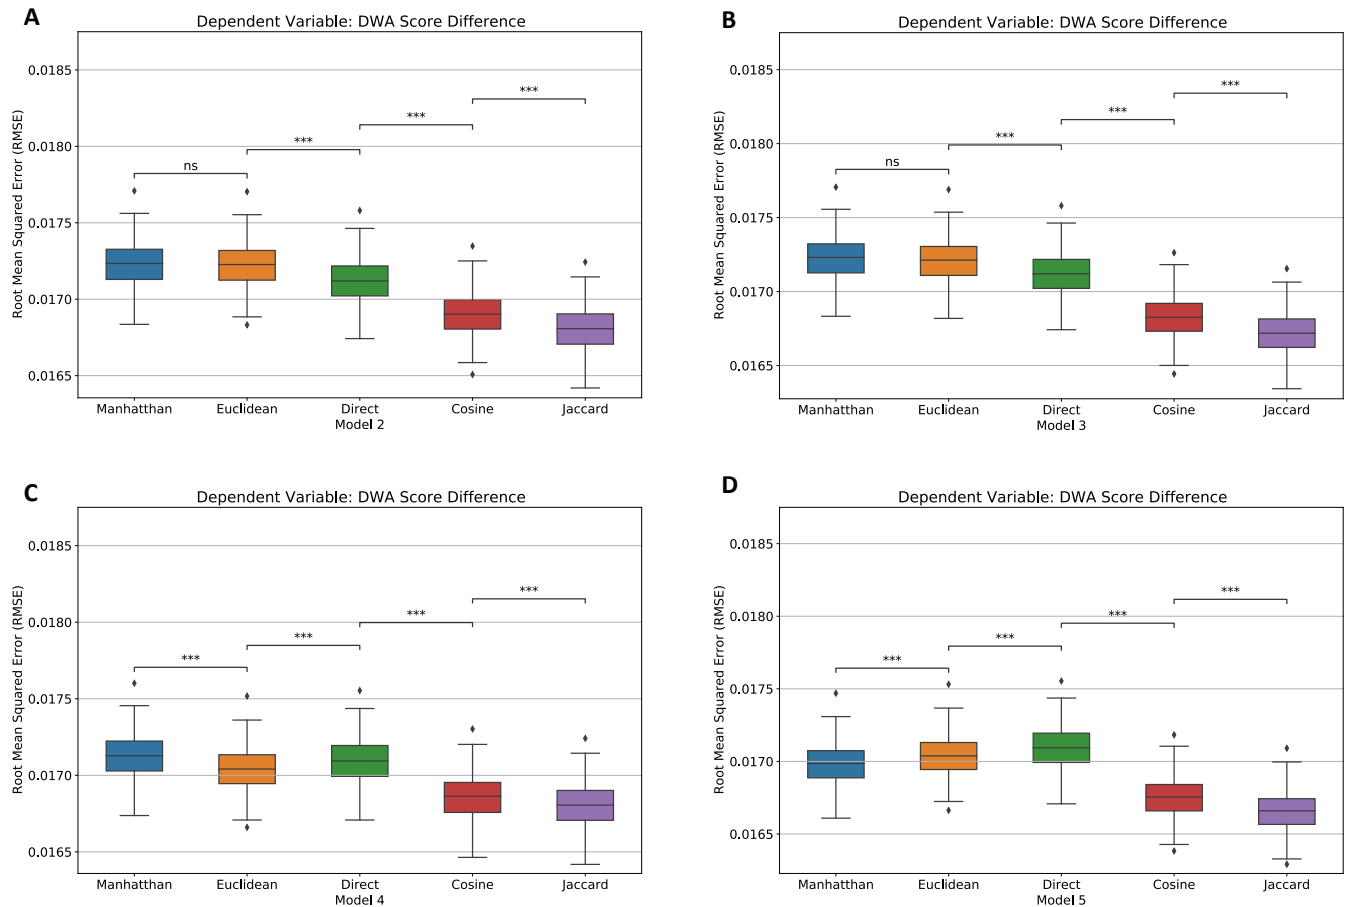 A
Dependent Variable: DWA Score Difference
Root Mean Squared Error (RMSE)
0.0185
0.0180
0.0175
0.0170
0.0165
ns
***
***
***
Manhatthan Euclidean Direct Cosine Jaccard
Model 2
B
Dependent Variable: DWA Score Difference
Root Mean Squared Error (RMSE)
0.0185
0.0180
0.0175
0.0170
0.0165
ns
***
***
***
Manhatthan Euclidean Direct Cosine Jaccard
Model 3
C
Dependent Variable: DWA Score Difference
Root Mean Squared Error (RMSE)
0.0185
0.0180
0.0175
0.0170
0.0165
***
***
***
***
Manhatthan Euclidean Direct Cosine Jaccard
Model 4
D
Dependent Variable: DWA Score Difference
Root Mean Squared Error (RMSE)
0.0185
0.0180
0.0175
0.0170
0.0165
***
***
***
***
Manhatthan Euclidean Direct Cosine Jaccard
Model 5